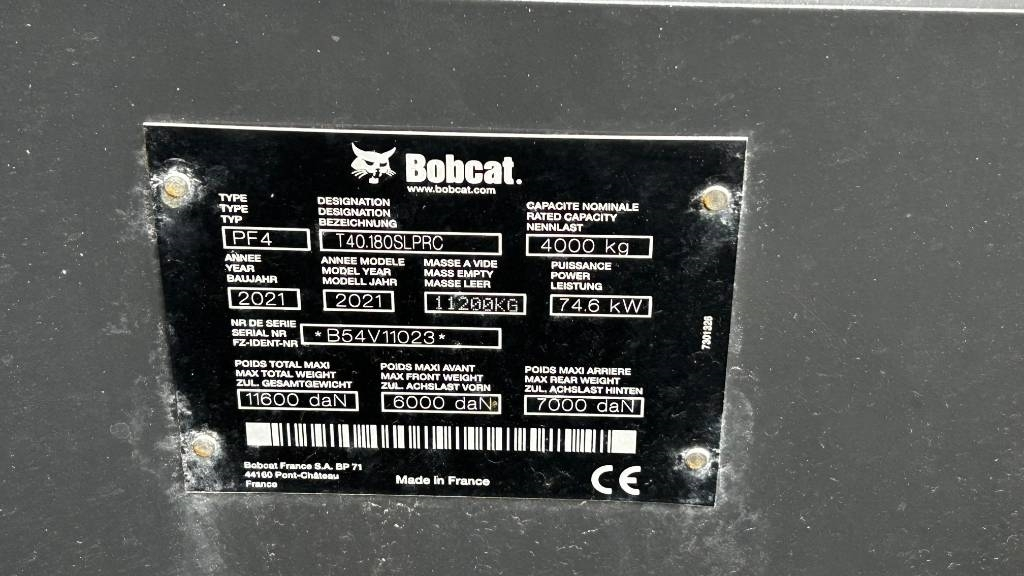 Bobcat.
www.bobcat.com
TYPE
TYPE
TYP
PF4
DESIGNATION
DESIGNATION
BEZEICHNUNG
T40.180SLPRC
CAPACITE NOMINALE
RATED CAPACITY
NENNLAST
4000 kg
ANNEE
YEAR
BAUJAHR
2021
ANNEE MODELE
MODEL YEAR
MODELL JAHR
2021
MASSE A VIDE
MASS EMPTY
MASSE LEER
11200KG
PUISSANCE
POWER
LEISTUNG
74.6 kW
NR DE SERIE
SERIAL NR
FZ-IDENT-NR
*B54V11023*
7301326
POIDS TOTAL MAXI
MAX TOTAL WEIGHT
ZUL. GESAMTGEWICHT
11600 daN
POIDS MAXI AVANT
MAX FRONT WEIGHT
ZUL. ACHSLAST VORN
6000 daN
POIDS MAXI ARRIERE
MAX REAR WEIGHT
ZUL. ACHSLAST HINTEN
7000 daN
Bobcat France S.A. BP 71
44160 Pont-Château
France
Made in France
CE